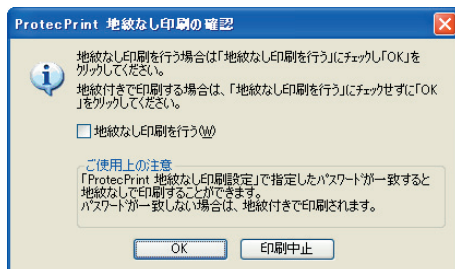 ProtecPrint 地紋なし印刷の確認
地紋なし印刷を行う場合は「地紋なし印刷を行う」にチェックし「OK」を
クリックしてください。
地紋付きで印刷する場合は、「地紋なし印刷を行う」にチェックせずに「OK
」をクリックしてください。
地紋なし印刷を行う(W)
ご使用上の注意
「ProtecPrint 地紋なし印刷設定」で指定したパスワードが一致すると
地紋なしで印刷することができます。
パスワードが一致しない場合は、地紋付きで印刷されます。
OK 印刷中止